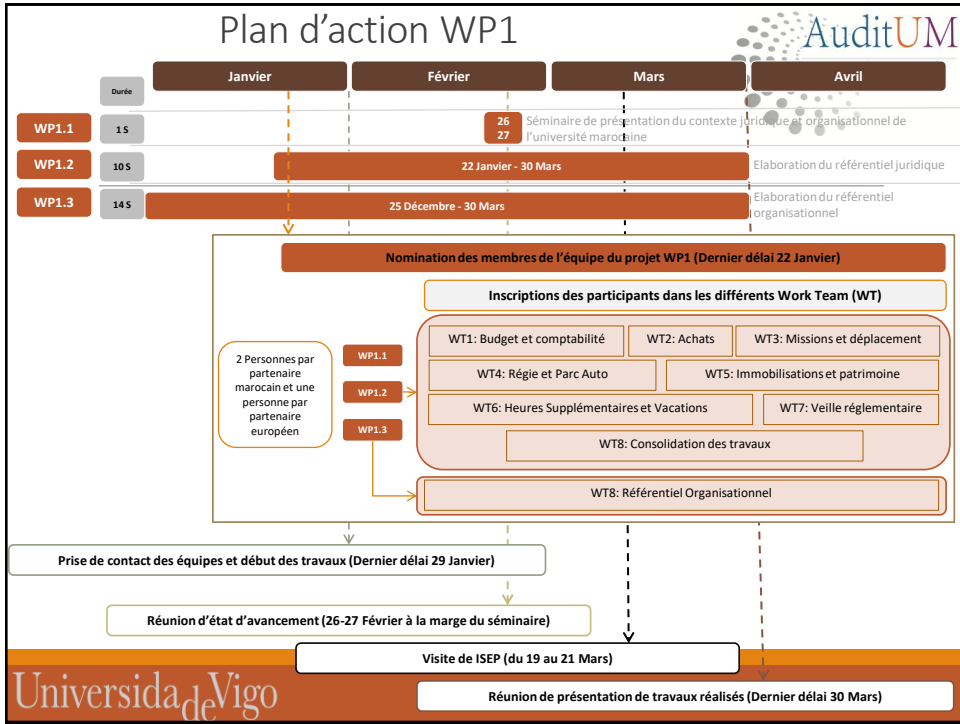 Plan d’action WP1
AuditUM
Janvier
Février
Mars
Avril
Durée
WP1.1
1 S
26
27
Séminaire de présentation du contexte juridique et organisationnel de
l’université marocaine
WP1.2
10 S
22 Janvier - 30 Mars
Elaboration du référentiel juridique
WP1.3
14 S
25 Décembre - 30 Mars
Elaboration du référentiel
organisationnel
Nomination des membres de l’équipe du projet WP1 (Dernier délai 22 Janvier)
Inscriptions des participants dans les différents Work Team (WT)
2 Personnes par
partenaire
marocain et une
personne par
partenaire
européen
WP1.1
WP1.2
WP1.3
WT1: Budget et comptabilité
WT2: Achats
WT3: Missions et déplacement
WT4: Régie et Parc Auto
WT5: Immobilisations et patrimoine
WT6: Heures Supplémentaires et Vacations
WT7: Veille réglementaire
WT8: Consolidation des travaux
WT8: Référentiel Organisationnel
Prise de contact des équipes et début des travaux (Dernier délai 29 Janvier)
Réunion d’état d’avancement (26-27 Février à la marge du séminaire)
Visite de ISEP (du 19 au 21 Mars)
Réunion de présentation de travaux réalisés (Dernier délai 30 Mars)
UniversidadeVigo